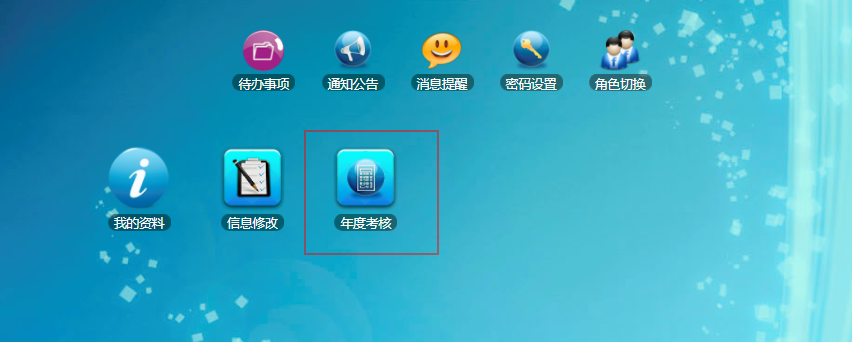 待办事项
通知公告
消息提醒
密码设置
角色切换
我的资料
信息修改
年度考核